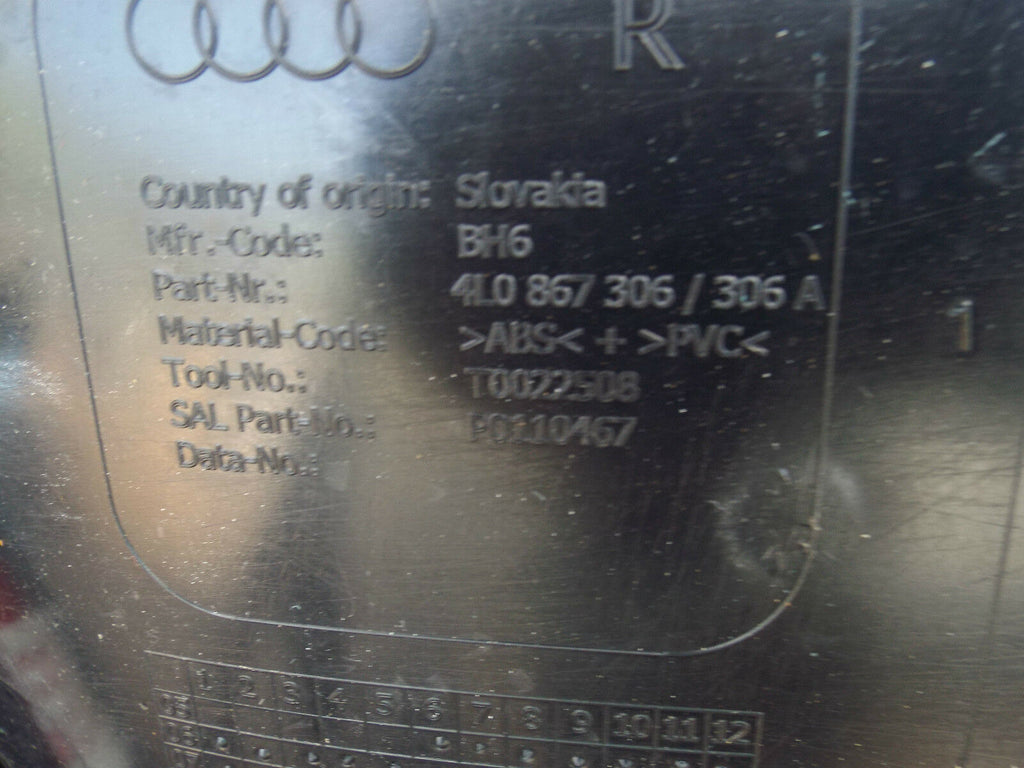 R
Country of origin: Slovakia
Mfr.-Code: BH6
Part-Nr.: 4L0 867 306 / 306 A
Material-Code: >ABS< + >PVC<
Tool-No.: T0022508
SAL Part-No.: P0110467
Data-No.:
1
1 2 3 4 5 6 7 8 9 10 11 12